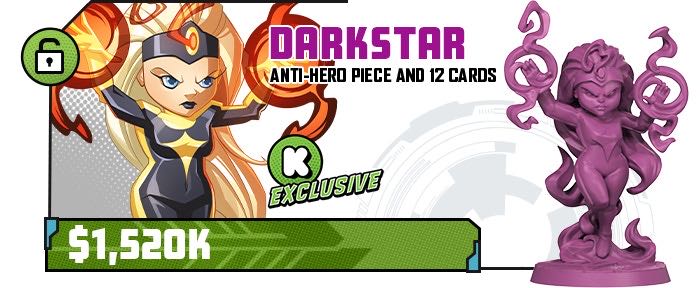 DARKSTAR
ANTI-HERO PIECE AND 12 CARDS
K
EXCLUSIVE
$1,520K